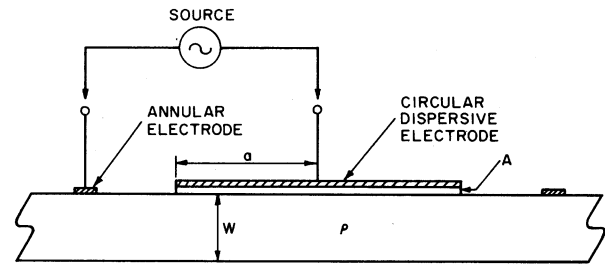 SOURCE
ANNULAR
ELECTRODE
CIRCULAR
DISPERSIVE
ELECTRODE
a
A
W
ρ